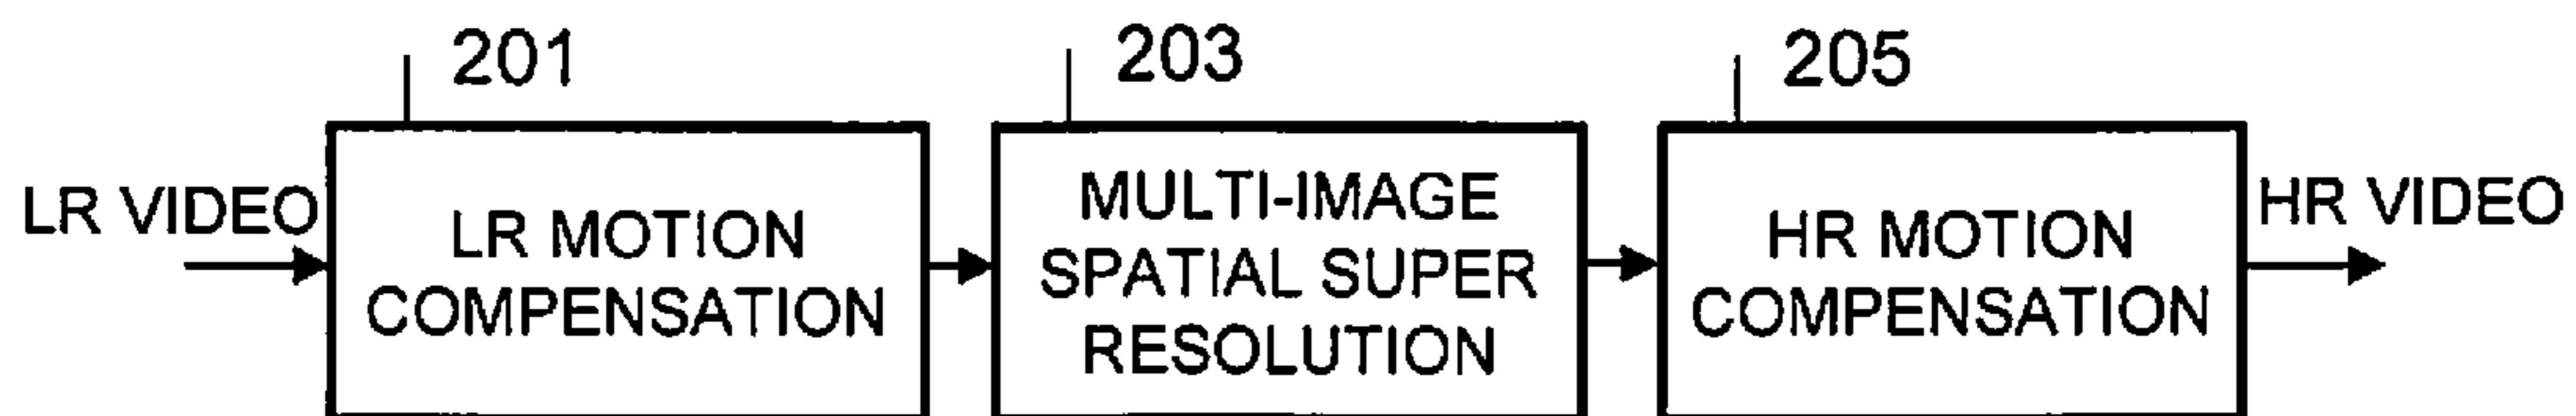 201
203
205
LR VIDEO
LR MOTION
COMPENSATION
MULTI-IMAGE
SPATIAL SUPER
RESOLUTION
HR MOTION
COMPENSATION
HR VIDEO